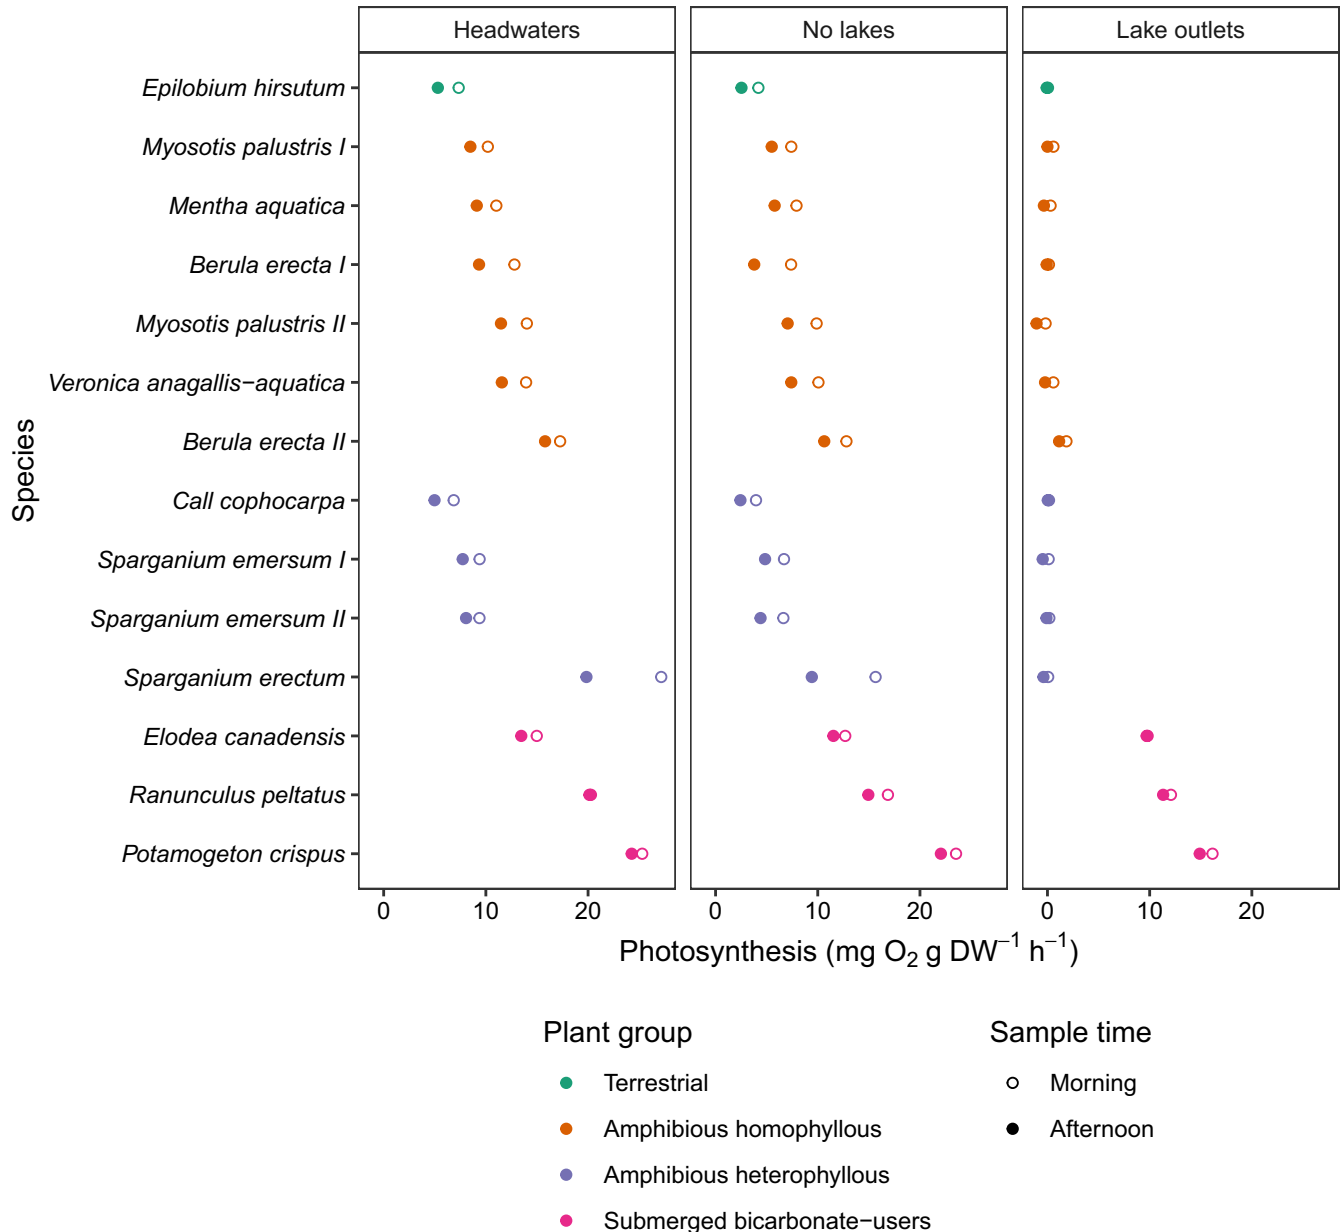 Headwaters
No lakes
Lake outlets
Species
Epilobium hirsutum
Myosotis palustris I
Mentha aquatica
Berula erecta I
Myosotis palustris II
Veronica anagallis−aquatica
Berula erecta II
Call cophocarpa
Sparganium emersum I
Sparganium emersum II
Sparganium erectum
Elodea canadensis
Ranunculus peltatus
Potamogeton crispus
0 10 20
0 10 20
0 10 20
Photosynthesis (mg O₂ g DW⁻¹ h⁻¹)
Plant group
Terrestrial
Amphibious homophyllous
Amphibious heterophyllous
Submerged bicarbonate−users
Sample time
Morning
Afternoon